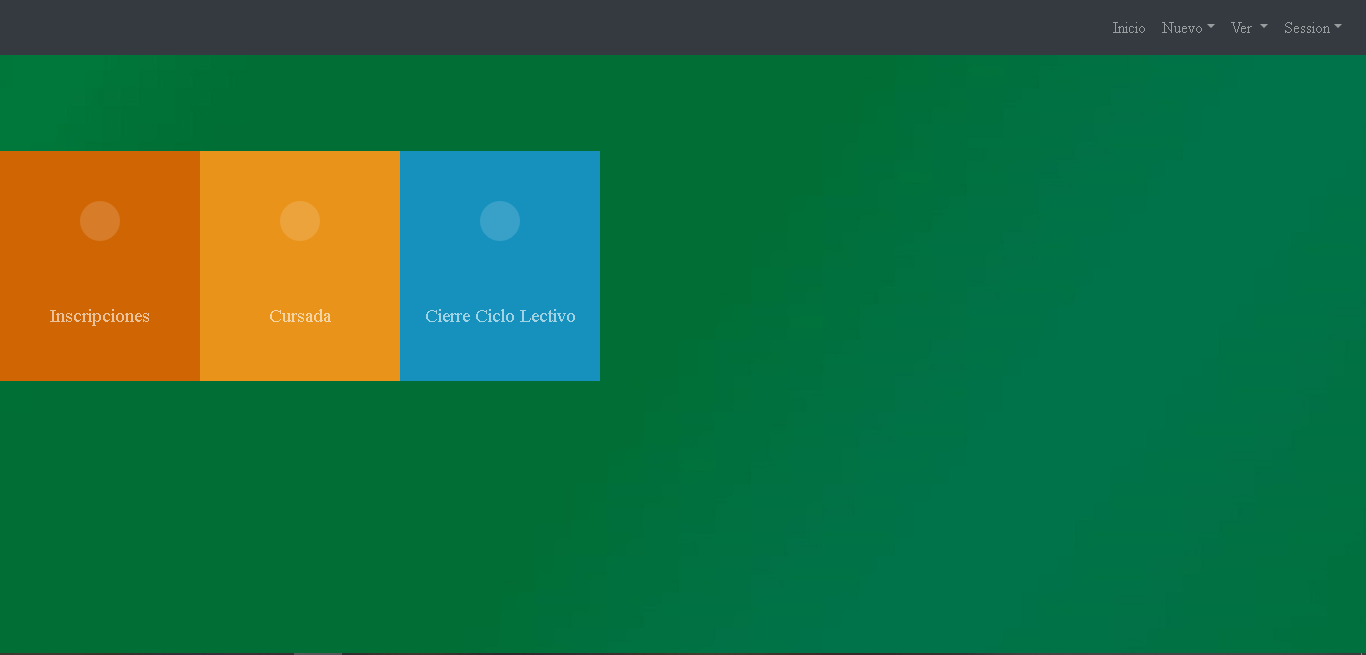 Inicio Nuevo Ver Session
Inscripciones Cursada Cierre Ciclo Lectivo